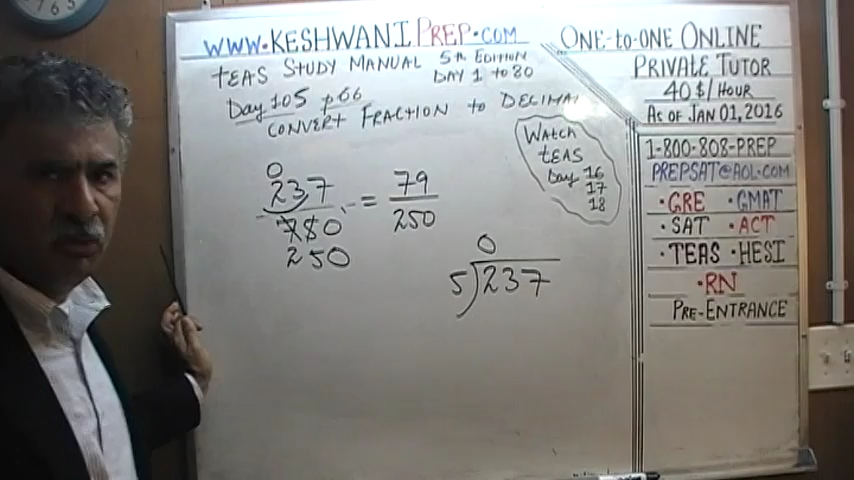 WWW.KESHWANIPREP.COM
TEAS STUDY MANUAL 5th EDITION
DAY 1 to 80
Day 105 p66
CONVERT FRACTION to DECIMAL
0
237 = 79
750 250
250
0
5)237
WATCH
TEAS
Day 16
17
18
ONE-to-ONE ONLINE
PRIVATE TUTOR
40$/HOUR
AS OF JAN 01,2016
1-800-808-PREP
PREPSAT@AOL.COM
•GRE •GMAT
•SAT •ACT
•TEAS •HESI
•RN
PRE-ENTRANCE